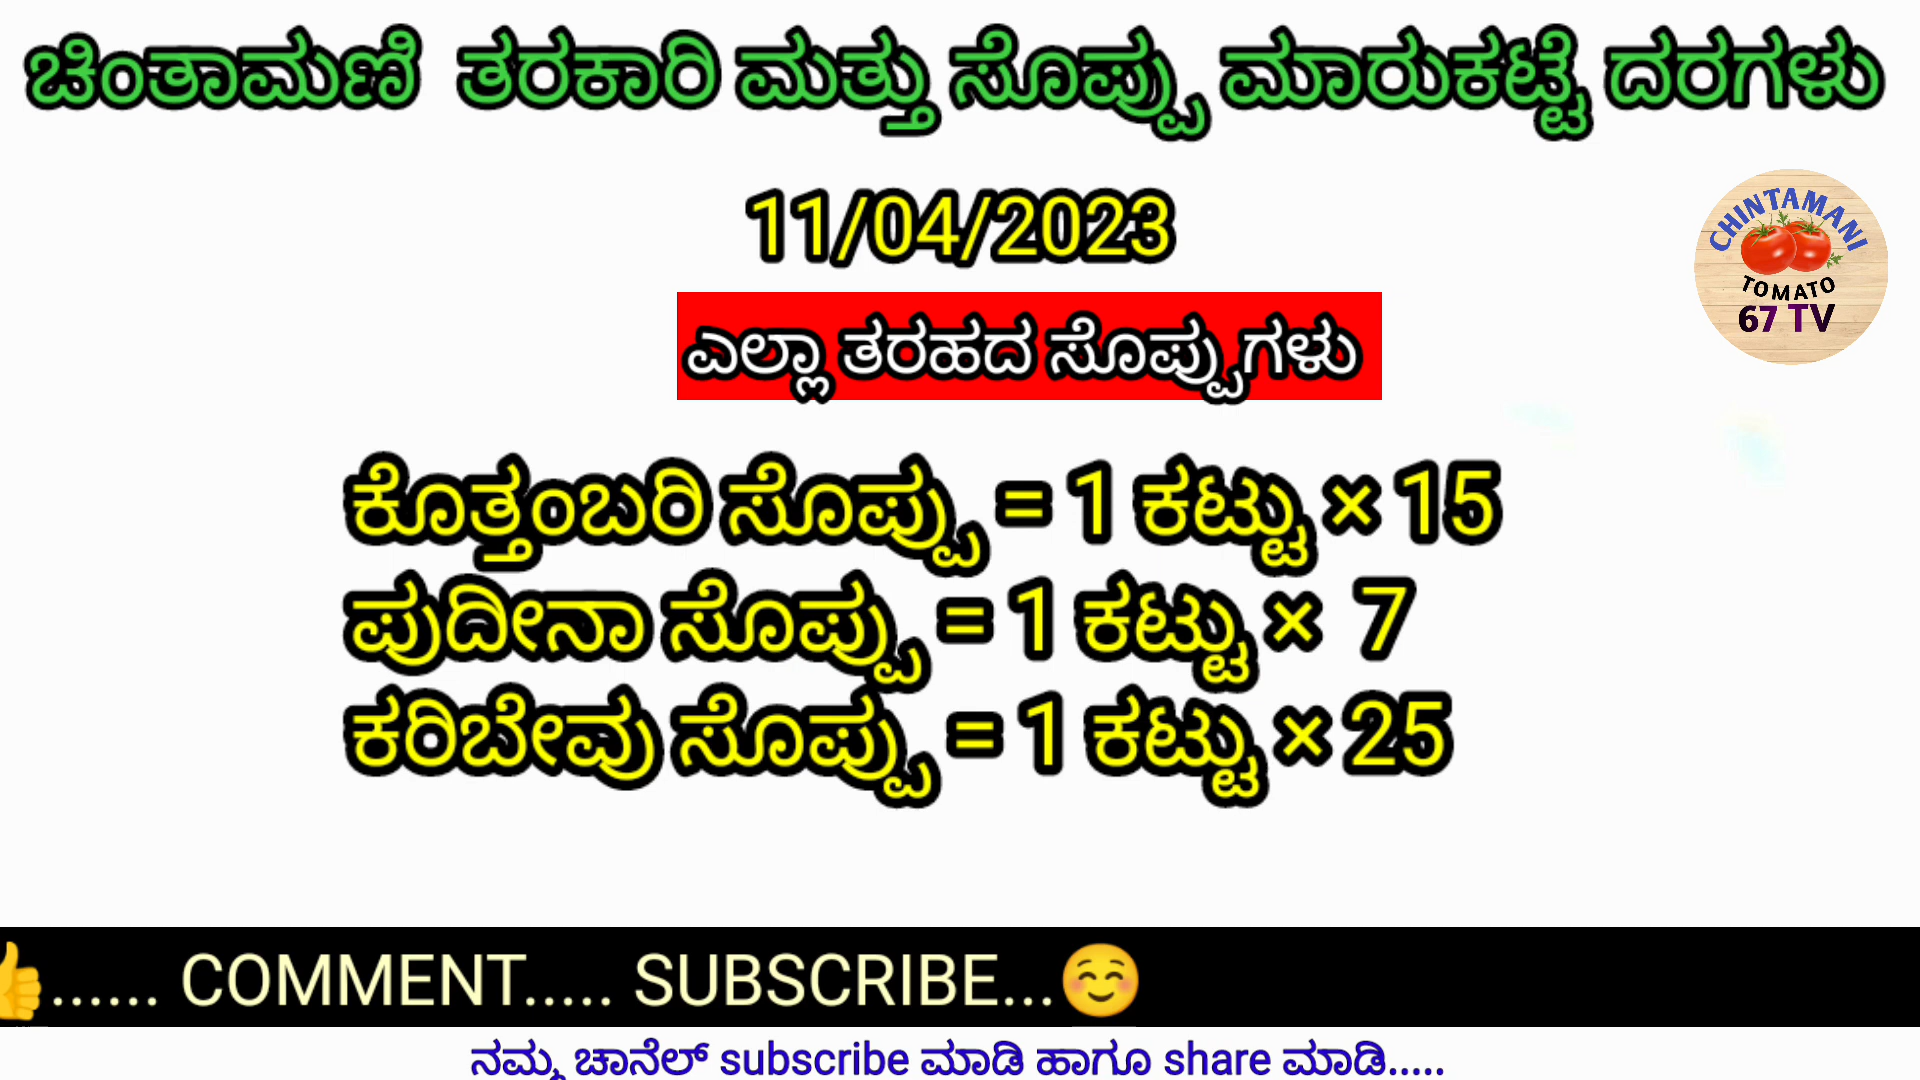 ಚಿಂತಾಮಣಿ ತರಕಾರಿ ಮತ್ತು ಸೊಪ್ಪು ಮಾರುಕಟ್ಟೆ ದರಗಳು
11/04/2023
CHINTAMANI
TOMATO
67 TV
ಎಲ್ಲಾ ತರಹದ ಸೊಪ್ಪುಗಳು
ಕೊತ್ತಂಬರಿ ಸೊಪ್ಪು = 1 ಕಟ್ಟು × 15
ಪುದೀನಾ ಸೊಪ್ಪು = 1 ಕಟ್ಟು × 7
ಕರಿಬೇವು ಸೊಪ್ಪು = 1 ಕಟ್ಟು × 25
👍...... COMMENT..... SUBSCRIBE...☺️
ನಮ್ಮ ಚಾನೆಲ್ subscribe ಮಾಡಿ ಹಾಗೂ share ಮಾಡಿ.....